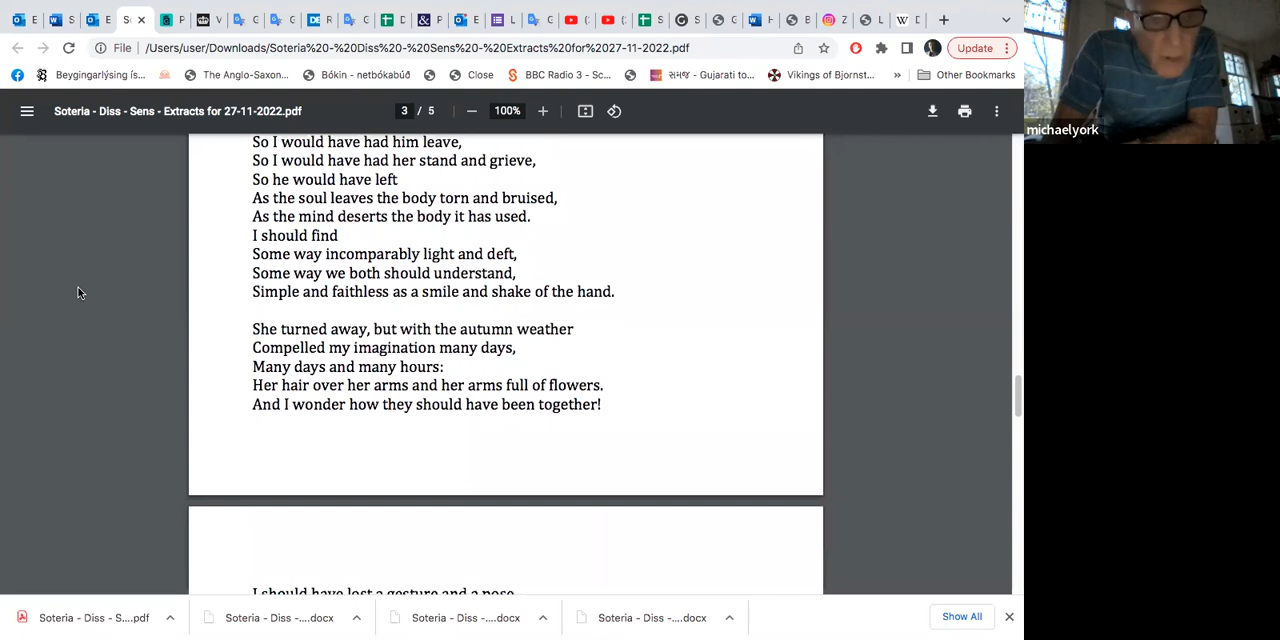 E
S
E
S
P
V
G
G
DE R
G
D
P
E
L
G
(
(
S
S
G
H
B
Z
L
W D
File /Users/user/Downloads/Soteria%20-%20Diss%20-%20Sens%20-%20Extracts%20for%2027-11-2022.pdf Update
Beygingarlýsing ís... The Anglo-Saxon... Bókin - netbókabúð Close BBC Radio 3 - Sc... સમજ - Gujarati to... Vikings of Bjornst... » Other Bookmarks
Soteria - Diss - Sens - Extracts for 27-11-2022.pdf 3 / 5 100%
So I would have had him leave,
So I would have had her stand and grieve,
So he would have left
As the soul leaves the body torn and bruised,
As the mind deserts the body it has used.
I should find
Some way incomparably light and deft,
Some way we both should understand,
Simple and faithless as a smile and shake of the hand.
She turned away, but with the autumn weather
Compelled my imagination many days,
Many days and many hours:
Her hair over her arms and her arms full of flowers.
And I wonder how they should have been together!
I should have lost a gesture and a pose
Soteria - Diss - S....pdf Soteria - Diss -....docx Soteria - Diss -....docx Soteria - Diss -....docx Show All
michaelyork